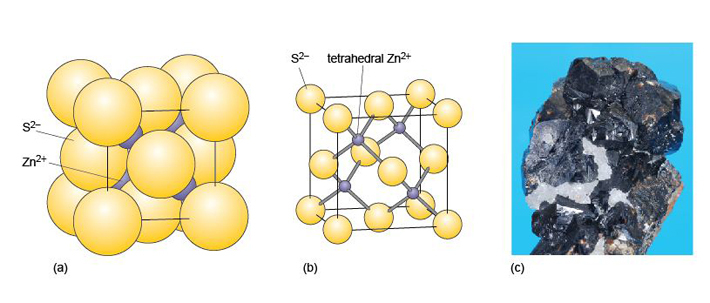 S²⁻
Zn²⁺
(a)
S²⁻ tetrahedral Zn²⁺
(b)
(c)